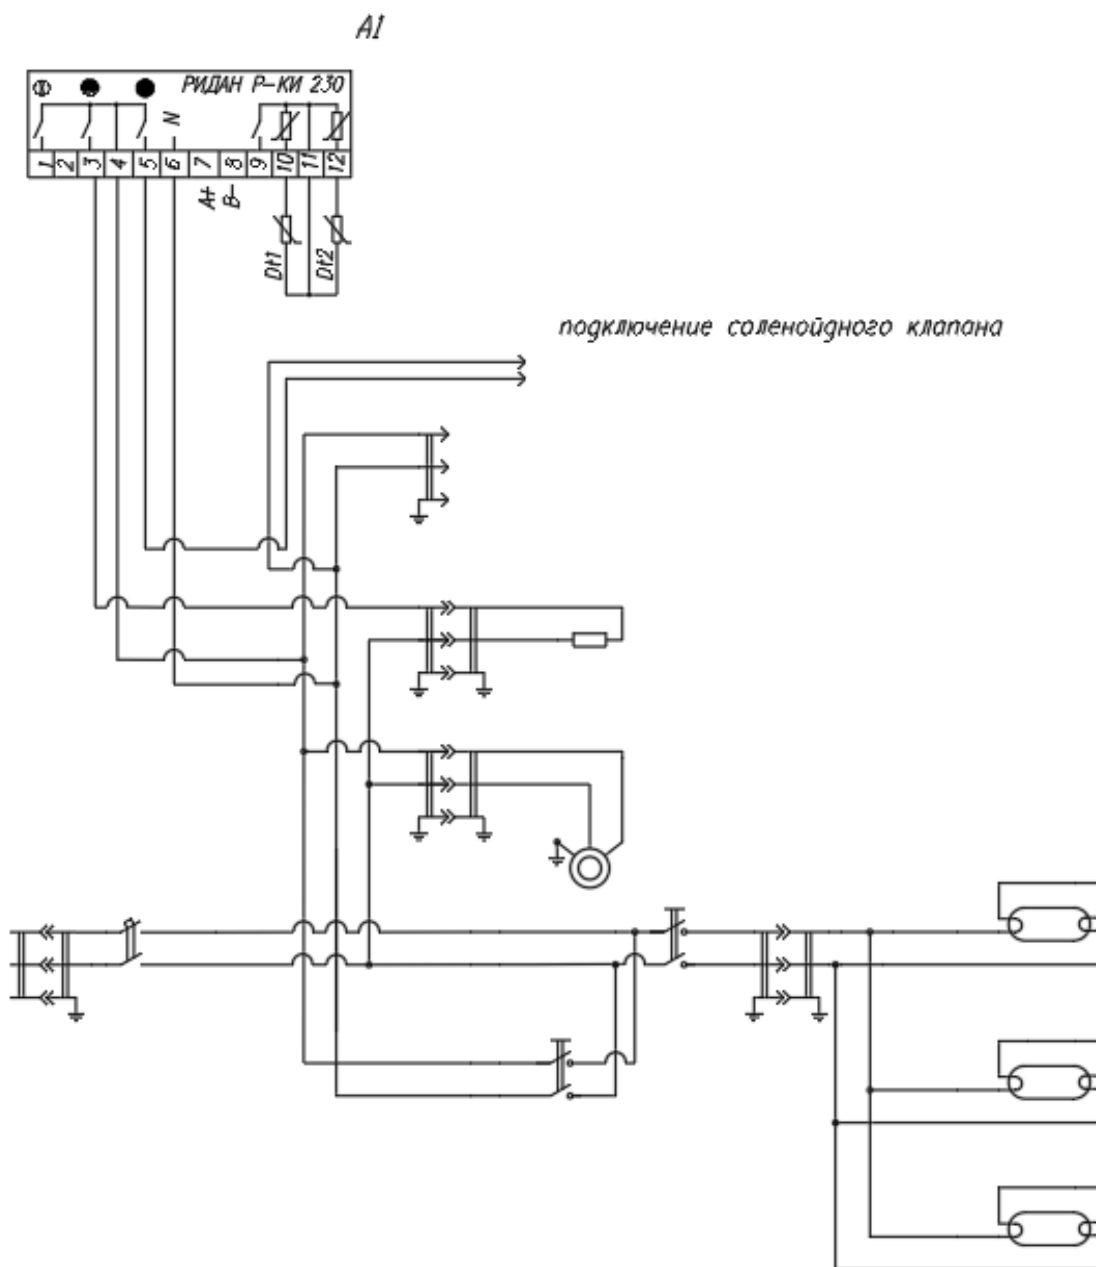 А1
РИДАН Р-КИ 230
N
1 2 3 4 5 6 7 8 9 10 11 12
A+
B-
Dt1
Dt2
подключение соленойдного клапана